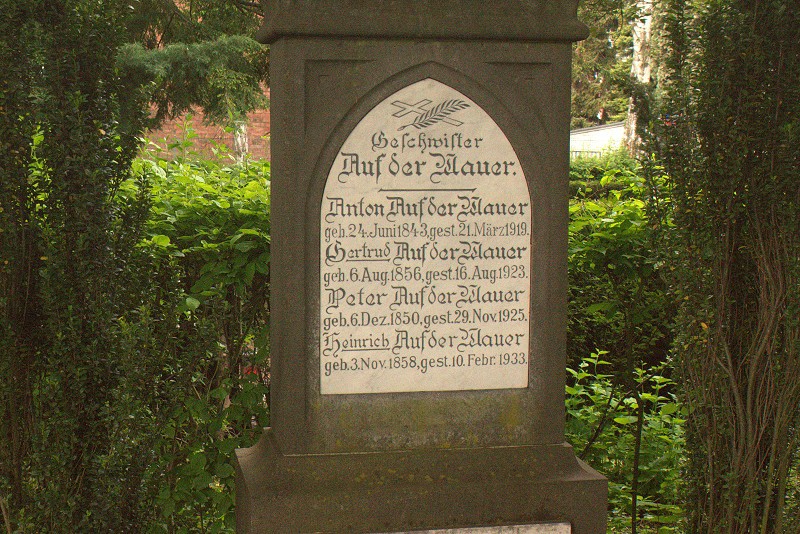 Geschwister
Auf der Mauer.
Anton Auf der Mauer
geb. 24. Juni 1843, gest. 21. März 1919.
Gertrud Auf der Mauer
geb. 6. Aug. 1856, gest. 16. Aug. 1923.
Peter Auf der Mauer
geb. 6. Dez. 1850, gest. 29. Nov. 1925.
Heinrich Auf der Mauer
geb. 3. Nov. 1858, gest. 10. Febr. 1933.